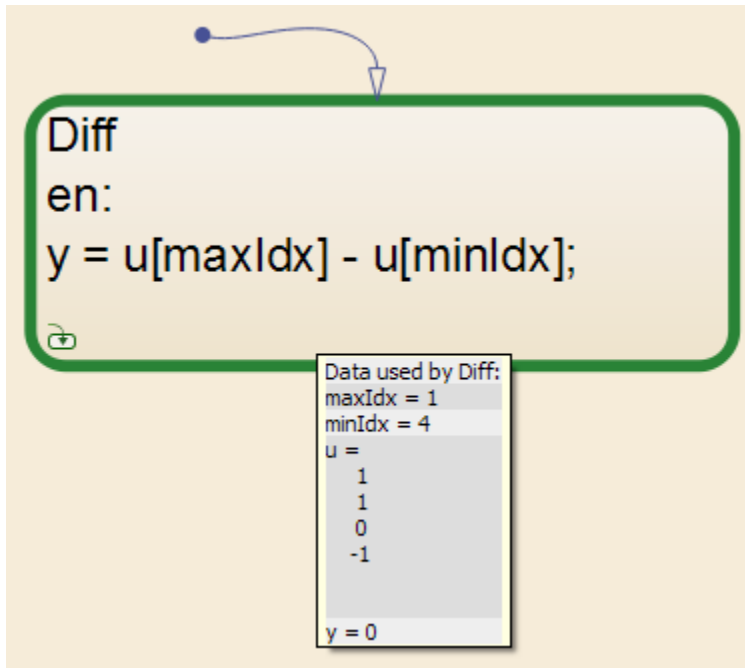 Diff
en:
y = u[maxIdx] - u[minIdx];
Data used by Diff:
maxIdx = 1
minIdx = 4
u =
1
1
0
-1
y = 0